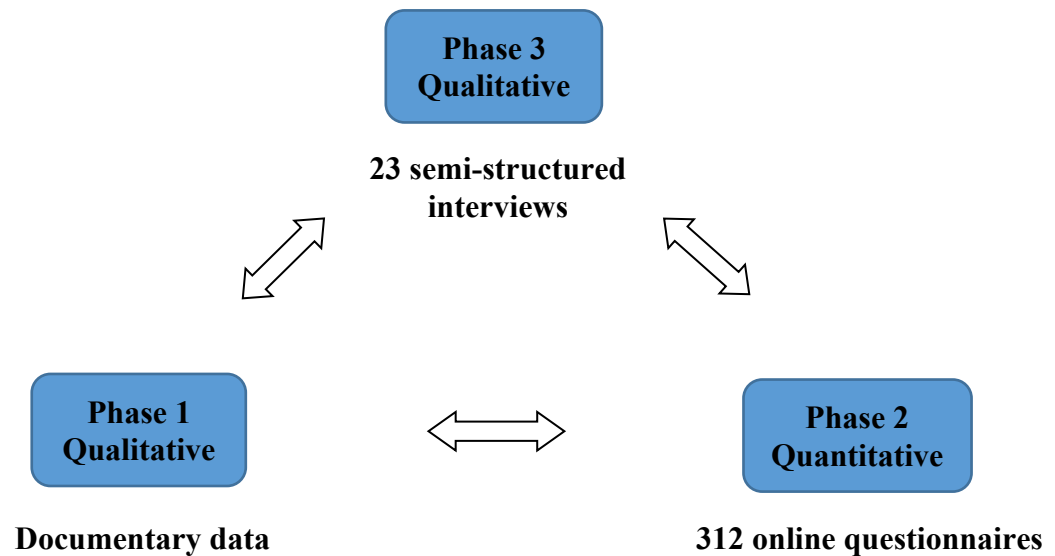 Phase 3
Qualitative
23 semi-structured
interviews
Phase 1
Qualitative
Documentary data
Phase 2
Quantitative
312 online questionnaires